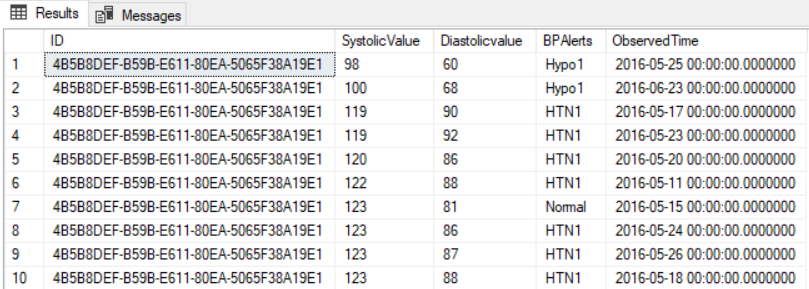 Results Messages
ID SystolicValue Diastolicvalue BPAlerts ObservedTime
1 4B5B8DEF-B59B-E611-80EA-5065F38A19E1 98 60 Hypo1 2016-05-25 00:00:00.0000000
2 4B5B8DEF-B59B-E611-80EA-5065F38A19E1 100 68 Hypo1 2016-06-23 00:00:00.0000000
3 4B5B8DEF-B59B-E611-80EA-5065F38A19E1 119 90 HTN1 2016-05-17 00:00:00.0000000
4 4B5B8DEF-B59B-E611-80EA-5065F38A19E1 119 92 HTN1 2016-05-23 00:00:00.0000000
5 4B5B8DEF-B59B-E611-80EA-5065F38A19E1 120 86 HTN1 2016-05-20 00:00:00.0000000
6 4B5B8DEF-B59B-E611-80EA-5065F38A19E1 122 88 HTN1 2016-05-11 00:00:00.0000000
7 4B5B8DEF-B59B-E611-80EA-5065F38A19E1 123 81 Normal 2016-05-15 00:00:00.0000000
8 4B5B8DEF-B59B-E611-80EA-5065F38A19E1 123 86 HTN1 2016-05-24 00:00:00.0000000
9 4B5B8DEF-B59B-E611-80EA-5065F38A19E1 123 87 HTN1 2016-05-26 00:00:00.0000000
10 4B5B8DEF-B59B-E611-80EA-5065F38A19E1 123 88 HTN1 2016-05-18 00:00:00.0000000